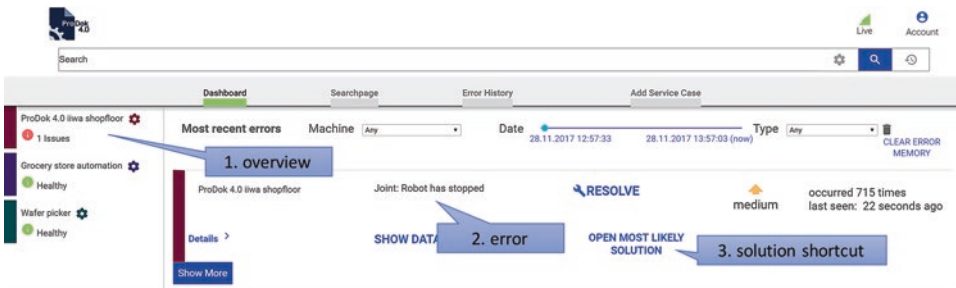 ProDok
4.0
Live
Account
Search
Dashboard
Searchpage
Error History
Add Service Case
ProDok 4.0 iiwa shopfloor
1 Issues
Grocery store automation
Healthy
Wafer picker
Healthy
Most recent errors
Machine
Any
Date
28.11.2017 12:57:33
28.11.2017 13:57:03 (now)
Type
Any
CLEAR ERROR
MEMORY
1. overview
ProDok 4.0 iiwa shopfloor
Joint: Robot has stopped
RESOLVE
medium
occurred 715 times
last seen: 22 seconds ago
Details
SHOW DATA
2. error
OPEN MOST LIKELY
SOLUTION
3. solution shortcut
Show More